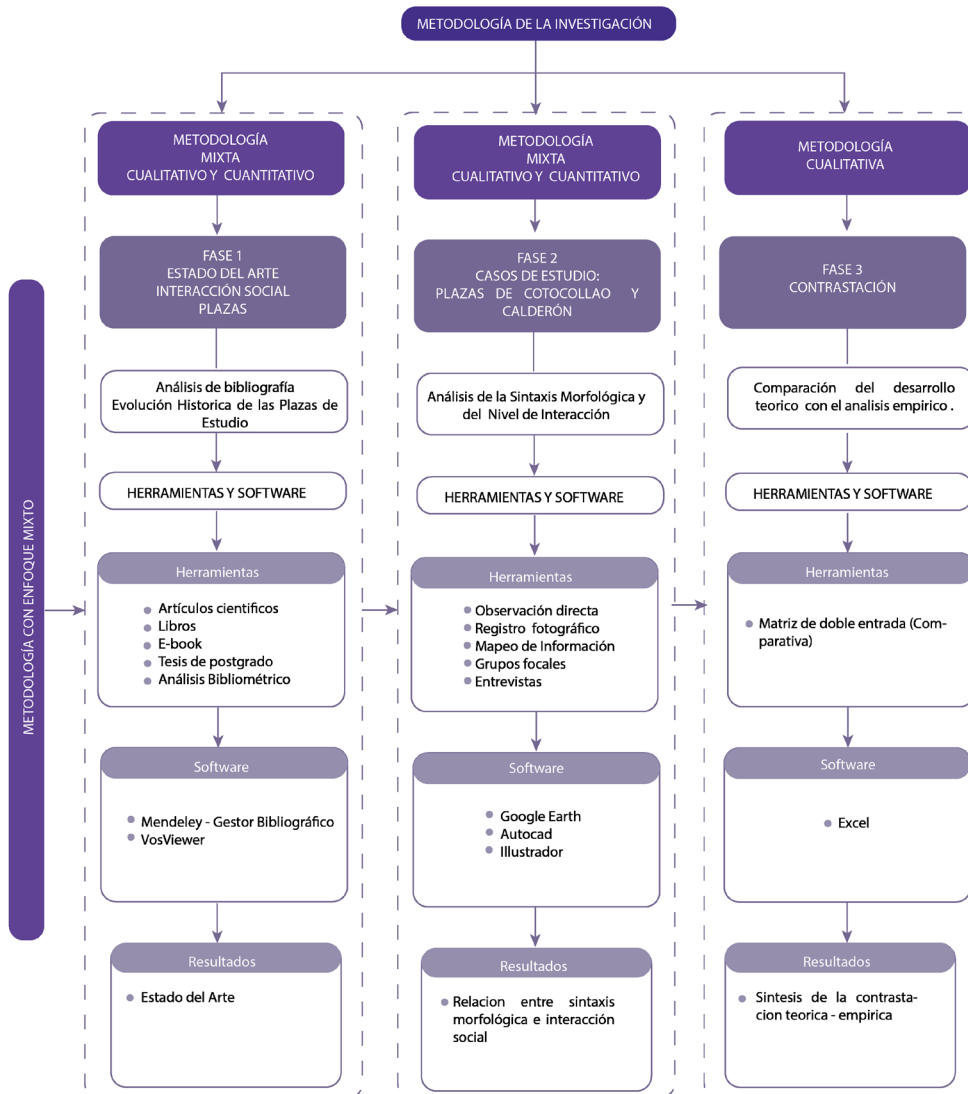 METODOLOGÍA DE LA INVESTIGACIÓN
METODOLOGÍA CON ENFOQUE MIXTO
METODOLOGÍA
MIXTA
CUALITATIVO Y CUANTITATIVO
FASE 1
ESTADO DEL ARTE
INTERACCIÓN SOCIAL
PLAZAS
Análisis de bibliografía
Evolución Historica de las Plazas de
Estudio
HERRAMIENTAS Y SOFTWARE
Herramientas
Artículos cientificos
Libros
E-book
Tesis de postgrado
Análisis Bibliométrico
Software
Mendeley - Gestor Bibliográfico
VosViewer
Resultados
Estado del Arte
METODOLOGÍA
MIXTA
CUALITATIVO Y CUANTITATIVO
FASE 2
CASOS DE ESTUDIO:
PLAZAS DE COTOCOLLAO Y
CALDERÓN
Análisis de la Sintaxis Morfológica y
del Nivel de Interacción
HERRAMIENTAS Y SOFTWARE
Herramientas
Observación directa
Registro fotográfico
Mapeo de Información
Grupos focales
Entrevistas
Software
Google Earth
Autocad
Illustrador
Resultados
Relacion entre sintaxis
morfológica e interacción
social
METODOLOGÍA
CUALITATIVA
FASE 3
CONTRASTACIÓN
Comparación del desarrollo
teorico con el analisis empírico .
HERRAMIENTAS Y SOFTWARE
Herramientas
Matriz de doble entrada (Com-
parativa)
Software
Excel
Resultados
Sintesis de la contrasta-
cion teorica - empirica